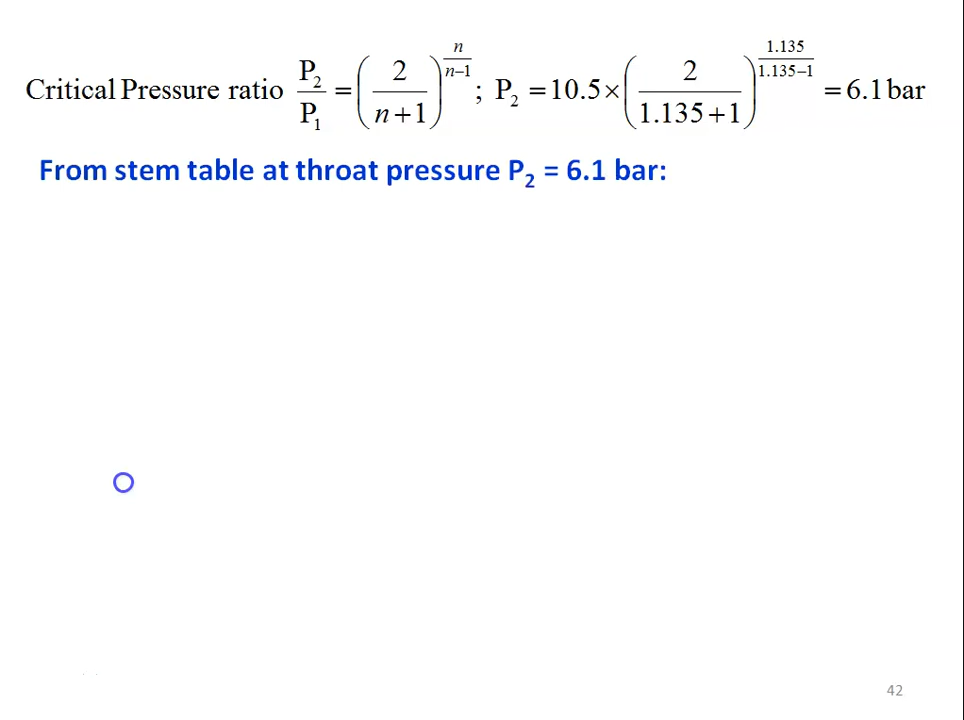 Critical Pressure ratio P₂/P₁ = (2/(n+1))^(n/(n−1)) ; P₂ = 10.5 × (2/(1.135+1))^(1.135/(1.135−1)) = 6.1 bar
From stem table at throat pressure P₂ = 6.1 bar:
42